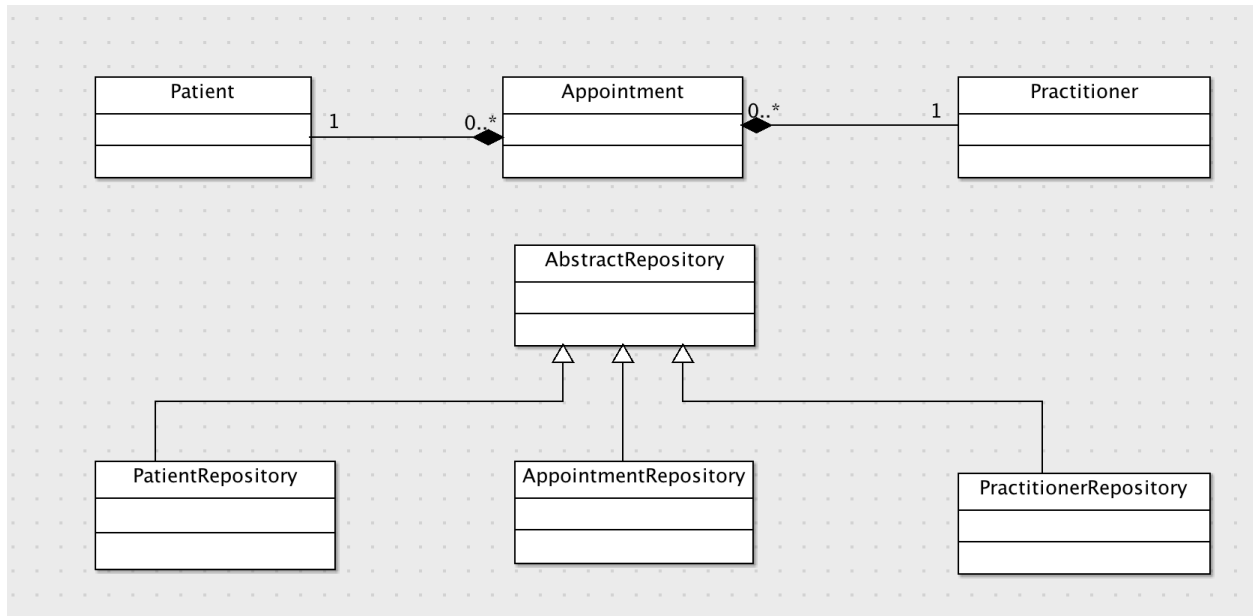 Patient
Appointment
Practitioner
1
0..*
0..*
1
AbstractRepository
PatientRepository
AppointmentRepository
PractitionerRepository